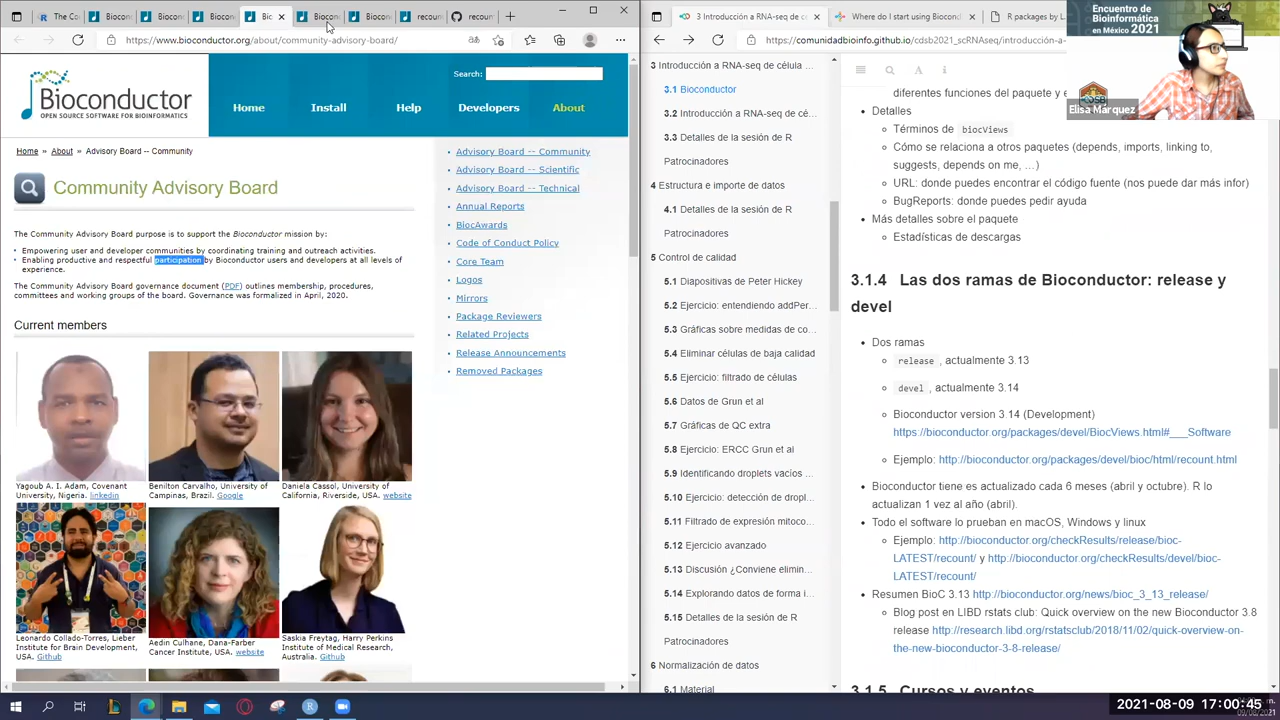 R The Co
Biocon
Biocon
Biocon
Bio
Biocon
Biocon
recoun
recoun
https://www.bioconductor.org/about/community-advisory-board/
Bioconductor
OPEN SOURCE SOFTWARE FOR BIOINFORMATICS
Search:
Home
Install
Help
Developers
About
Home » About » Advisory Board -- Community
Community Advisory Board
The Community Advisory Board purpose is to support the Bioconductor mission by:
• Empowering user and developer communities by coordinating training and outreach activities.
• Enabling productive and respectful participation by Bioconductor users and developers at all levels of
experience.
The Community Advisory Board governance document (PDF) outlines membership, procedures,
committees and working groups of the board. Governance was formalized in April, 2020.
Current members
Yagoub A. I. Adam, Covenant
University, Nigeria. linkedin
Benilton Carvalho, University of
Campinas, Brazil. Google
Daniela Cassol, University of
California, Riverside, USA. website
Leonardo Collado-Torres, Lieber
Institute for Brain Development,
USA. Github
Aedin Culhane, Dana-Farber
Cancer Institute, USA. website
Saskia Freytag, Harry Perkins
Institute of Medical Research,
Australia. Github
• Advisory Board -- Community
• Advisory Board -- Scientific
• Advisory Board -- Technical
• Annual Reports
• BiocAwards
• Code of Conduct Policy
• Core Team
• Logos
• Mirrors
• Package Reviewers
• Related Projects
• Release Announcements
• Removed Packages
3 Introducción a RNA-seq de c
Where do I start using Biocond
R packages by L
https://comunidadbioinfo.github.io/cdsb2021_scRNAseq/introducción-a-
3 Introducción a RNA-seq de célula ...
3.1 Bioconductor
3.2 Introducción a RNA-seq de cé...
3.3 Detalles de la sesión de R
Patrocinadores
4 Estructura e importe de datos
4.1 Detalles de la sesión de R
Patrocinadores
5 Control de calidad
5.1 Diapositivas de Peter Hickey
5.2 Ejercicio: entendiendo addPer...
5.3 Gráficas sobre medidas de co...
5.4 Eliminar células de baja calidad
5.5 Ejercicio: filtrado de células
5.6 Datos de Grun et al
5.7 Gráficas de QC extra
5.8 Ejercicio: ERCC Grun et al
5.9 Identificando droplets vacíos ...
5.10 Ejercicio: detección de dropl...
5.11 Filtrado de expresión mitoco...
5.12 Ejercicio avanzado
5.13 Discusión ¿Conviene elimin...
5.14 Explorando datos de forma i...
5.15 Detalles de la sesión de R
Patrocinadores
6 Normalización de datos
6.1 Material
diferentes funciones del paquete y e
• Detalles
Términos de biocViews
Cómo se relaciona a otros paquetes (depends, imports, linking to,
suggests, depends on me, ...)
URL: donde puedes encontrar el código fuente (nos puede dar más infor)
BugReports: donde puedes pedir ayuda
• Más detalles sobre el paquete
Estadísticas de descargas
3.1.4 Las dos ramas de Bioconductor: release y
devel
• Dos ramas
release , actualmente 3.13
devel , actualmente 3.14
Bioconductor version 3.14 (Development)
https://bioconductor.org/packages/devel/BiocViews.html#___Software
Ejemplo: http://bioconductor.org/packages/devel/bioc/html/recount.html
• Bioconductor tiene es actualizado cada 6 meses (abril y octubre). R lo
actualizan 1 vez al año (abril).
• Todo el software lo prueban en macOS, Windows y linux
Ejemplo: http://bioconductor.org/checkResults/release/bioc-
LATEST/recount/ y http://bioconductor.org/checkResults/devel/bioc-
LATEST/recount/
• Resumen BioC 3.13 http://bioconductor.org/news/bioc_3_13_release/
Blog post en LIBD rstats club: Quick overview on the new Bioconductor 3.8
release http://research.libd.org/rstatsclub/2018/11/02/quick-overview-on-
the-new-bioconductor-3-8-release/
3.1.5 Cursos y eventos
Encuentro de
Bioinformática
en México 2021
Elisa Márquez
2021-08-09 17:00:45